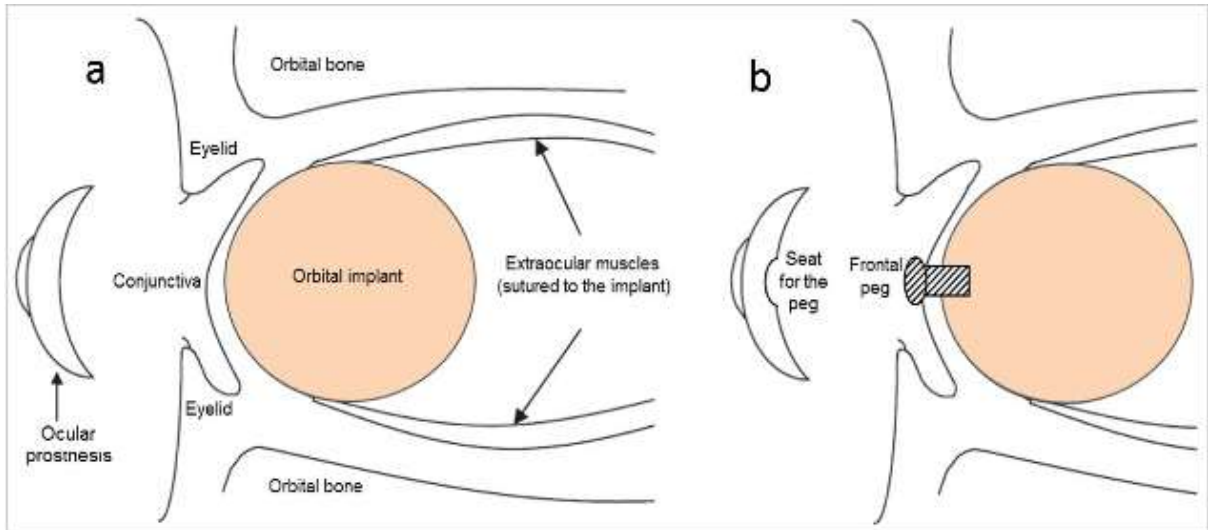 a
Orbital bone
Eyelid
Conjunctiva
Orbital implant
Extraocular muscles
(sutured to the implant)
Eyelid
Ocular
prostnesis
Orbital bone
b
Seat
for the
peg
Frontal
peg